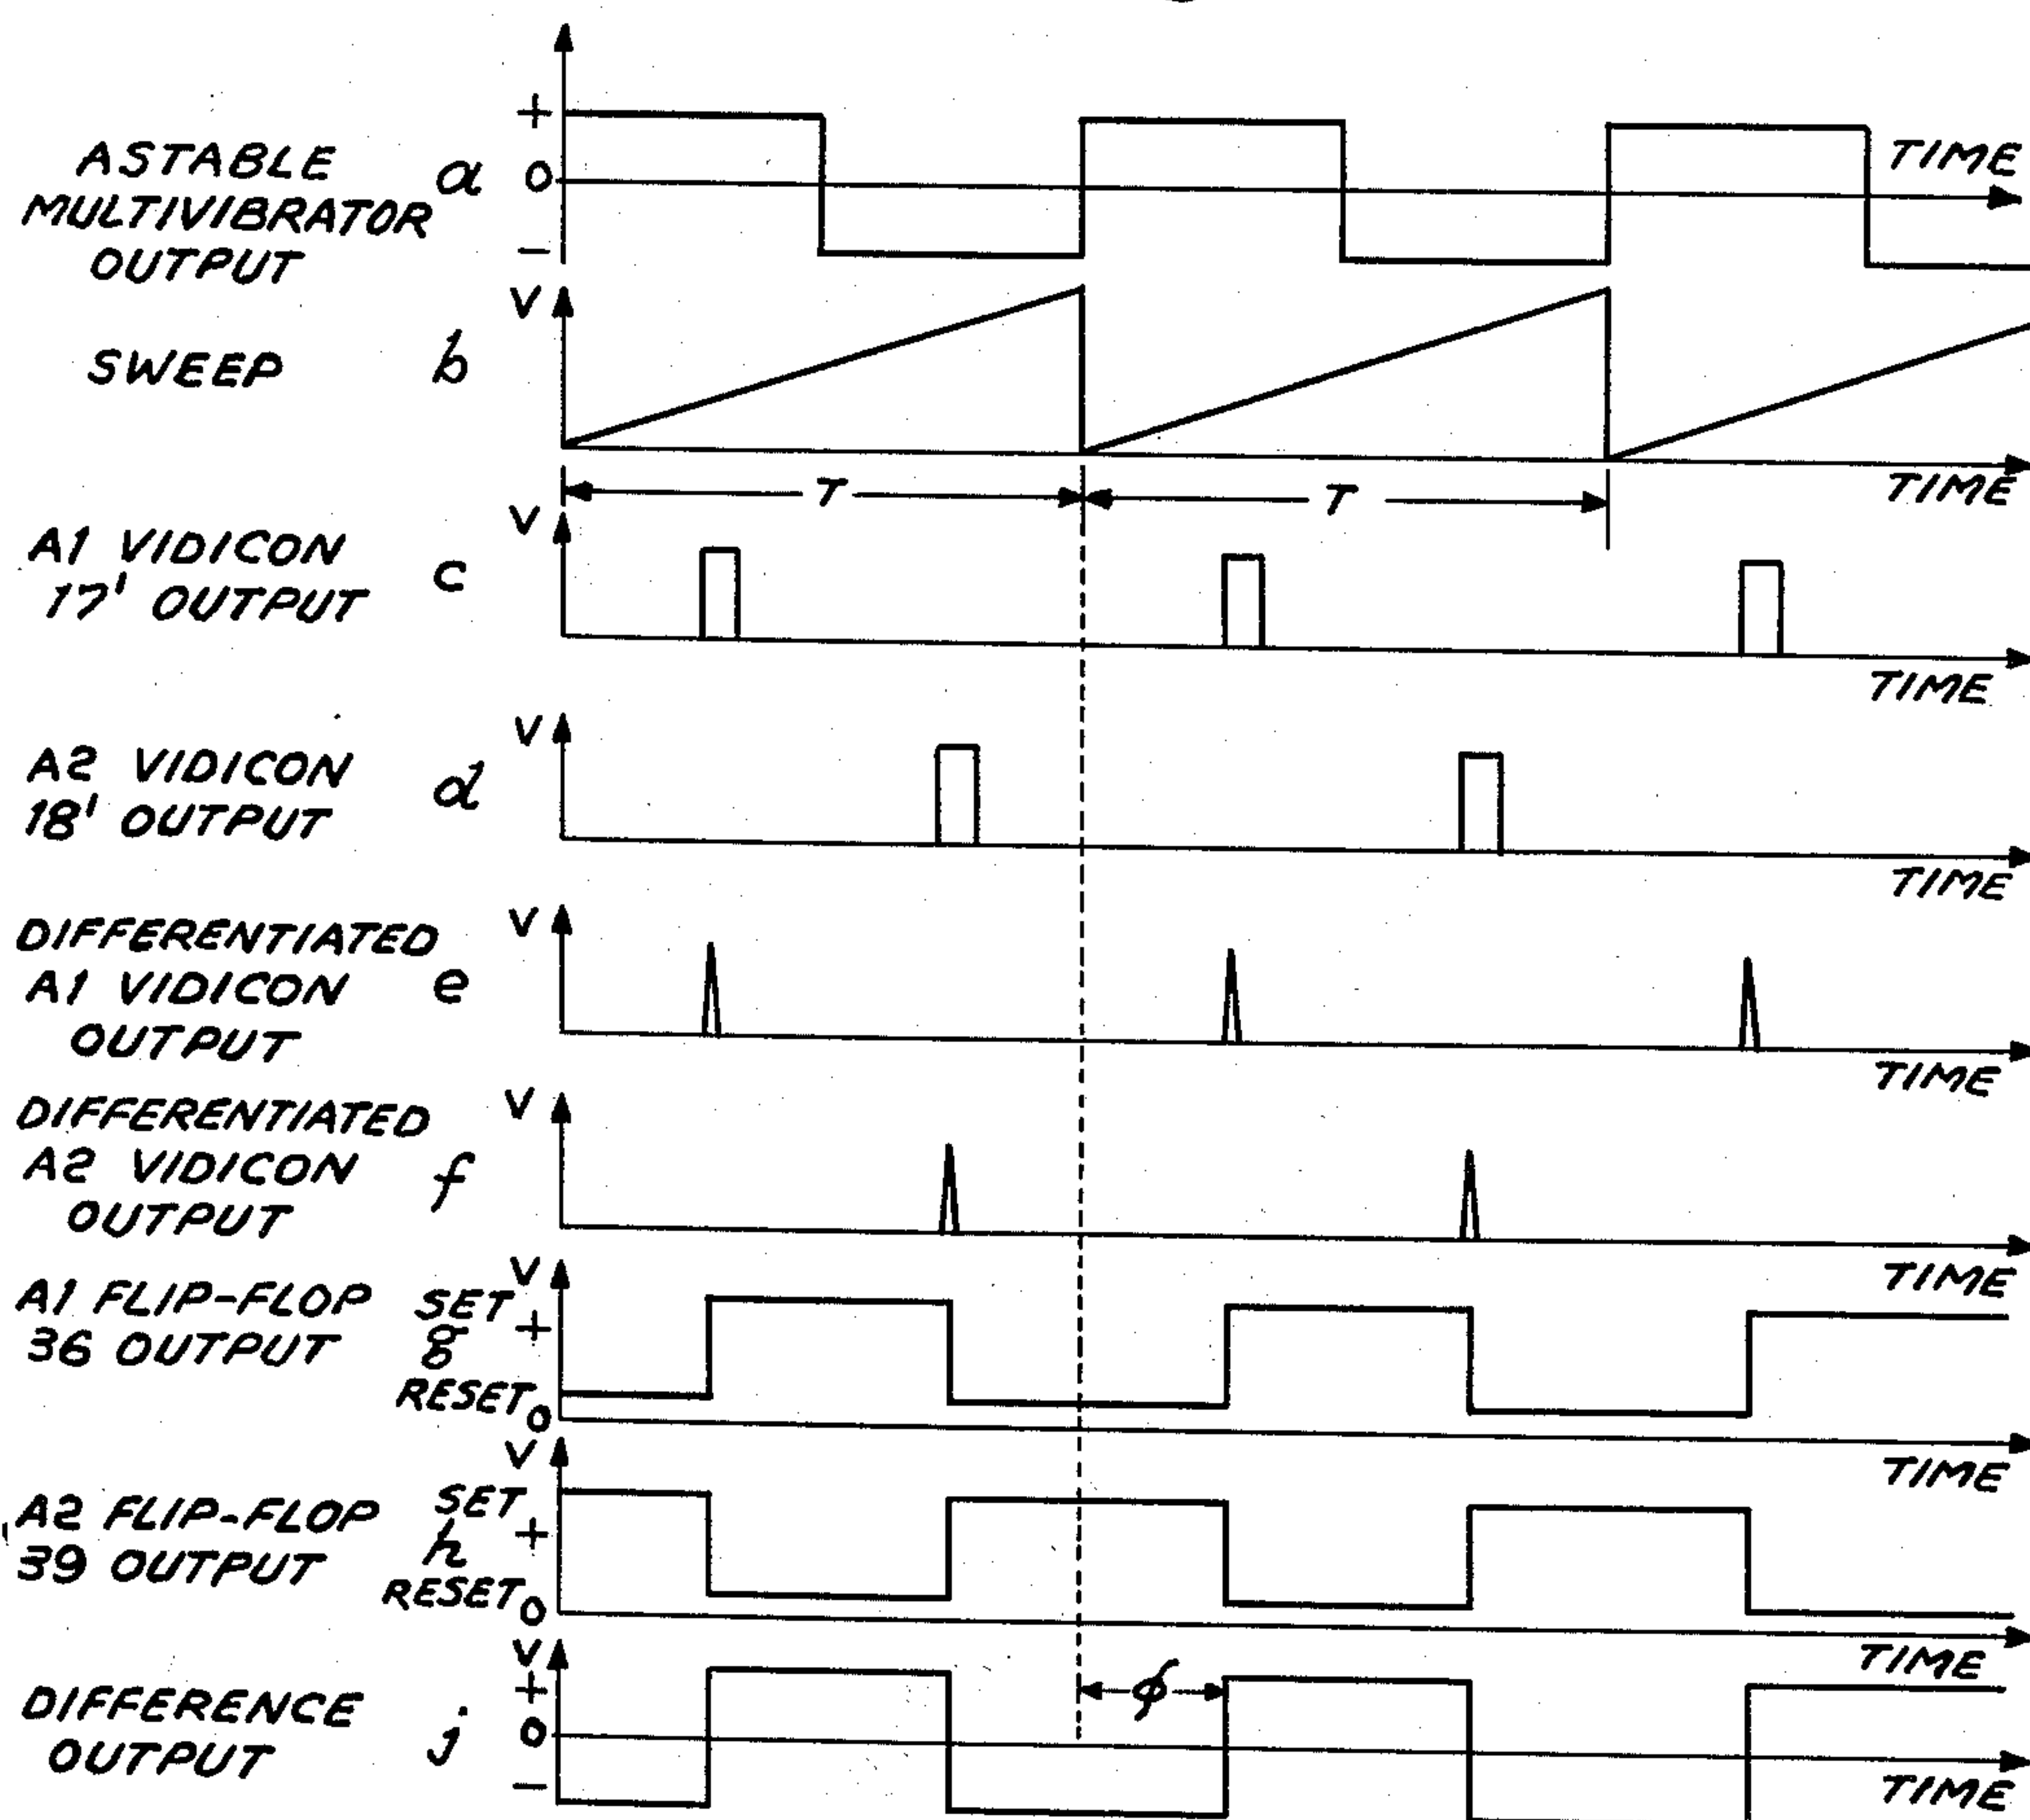 +
ASTABLE
MULTIVIBRATOR
OUTPUT
a
0
−
TIME
V
SWEEP
b
TIME
T
T
V
A1 VIDICON
17' OUTPUT
c
TIME
V
A2 VIDICON
18' OUTPUT
d
TIME
V
DIFFERENTIATED
A1 VIDICON
OUTPUT
e
TIME
V
DIFFERENTIATED
A2 VIDICON
OUTPUT
f
TIME
V
A1 FLIP-FLOP
36 OUTPUT
SET
g
+
RESET
0
TIME
V
A2 FLIP-FLOP
39 OUTPUT
SET
h
+
RESET
0
TIME
V
DIFFERENCE
OUTPUT
j
+
0
−
ϕ
TIME